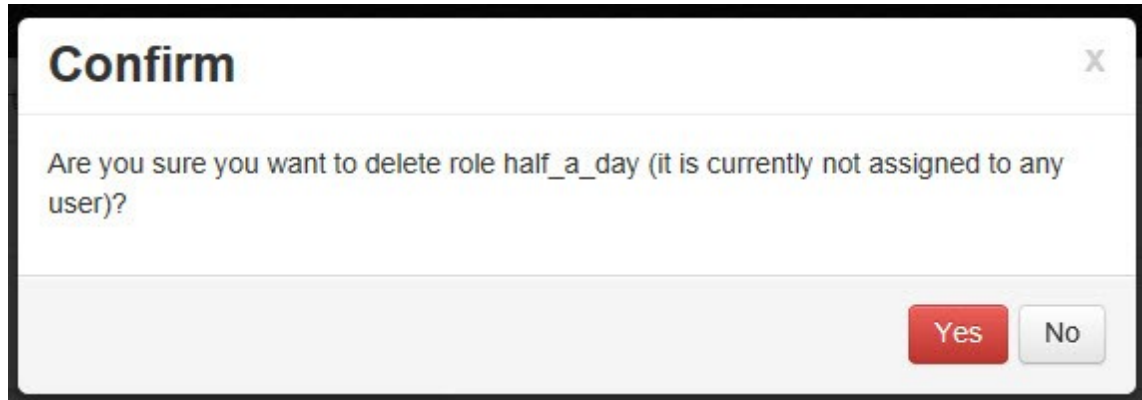 Confirm
x
Are you sure you want to delete role half_a_day (it is currently not assigned to any
user)?
Yes
No